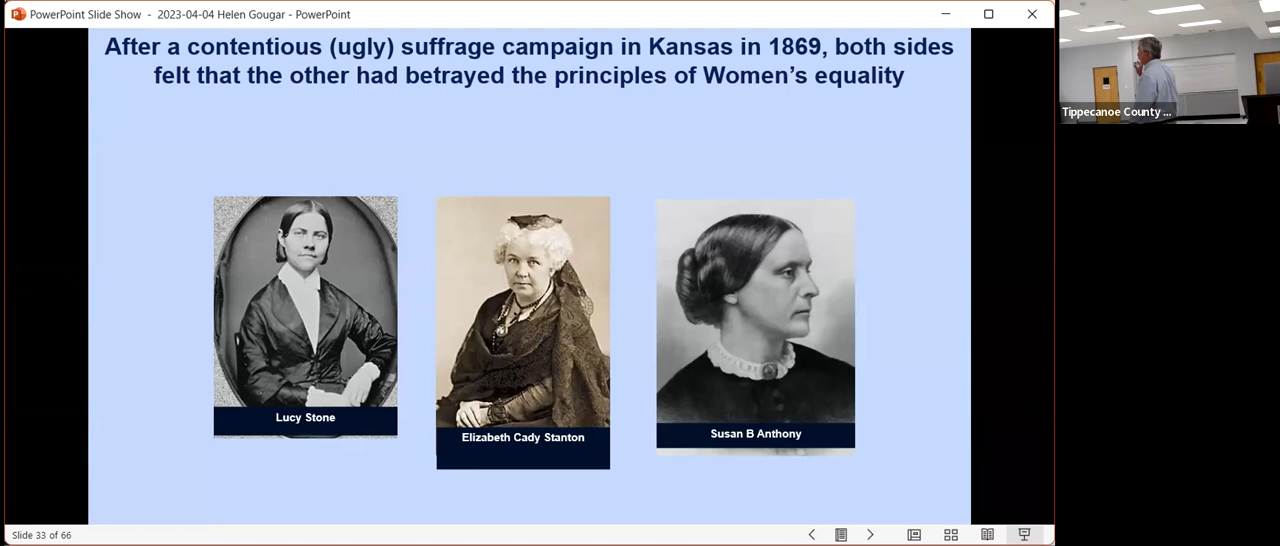 PowerPoint Slide Show - 2023-04-04 Helen Gougar - PowerPoint
After a contentious (ugly) suffrage campaign in Kansas in 1869, both sides
felt that the other had betrayed the principles of Women's equality
Lucy Stone
Elizabeth Cady Stanton
Susan B Anthony
Slide 33 of 66
Tippecanoe County ...